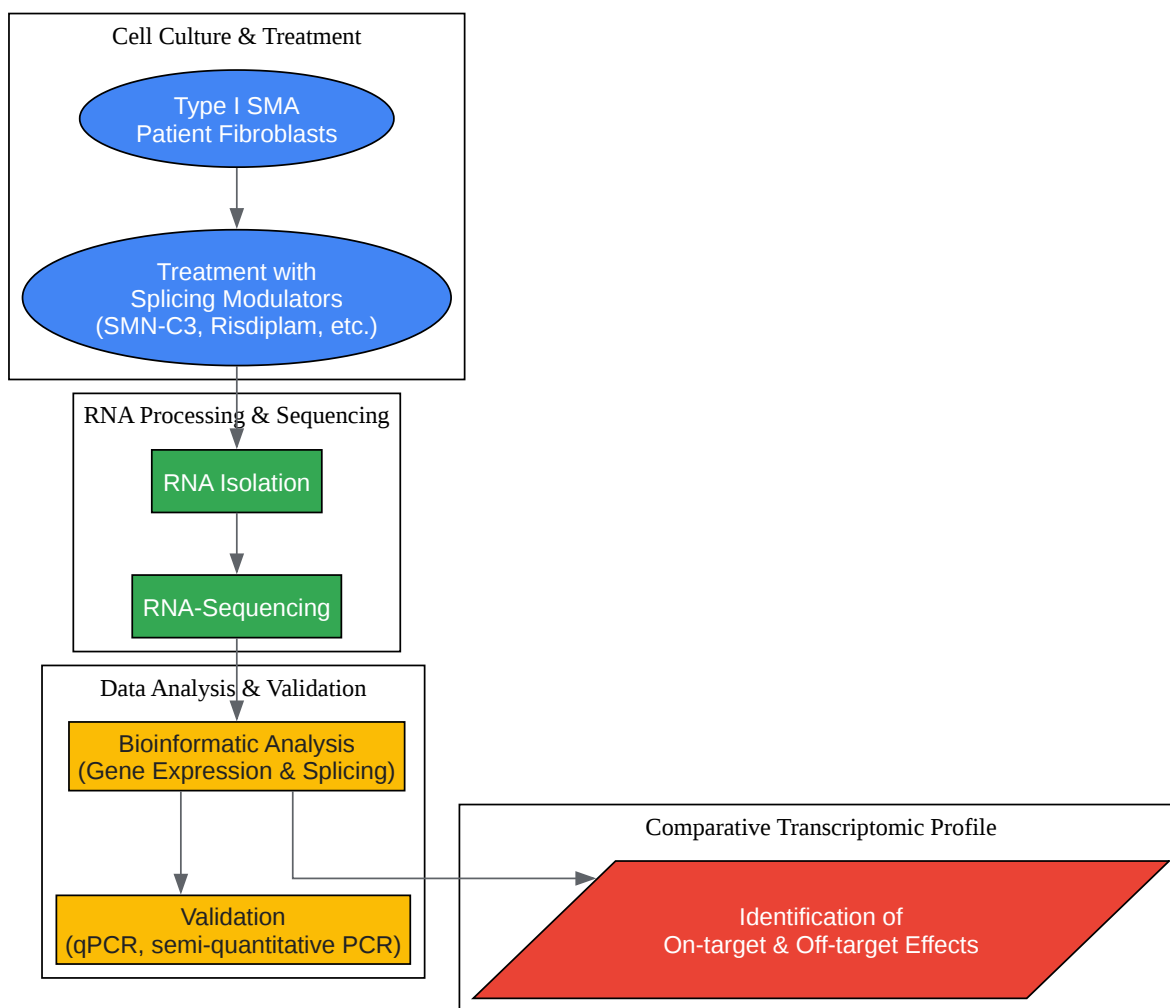 Cell Culture & Treatment
Type I SMA
Patient Fibroblasts
Treatment with
Splicing Modulators
(SMN-C3, Risdiplam, etc.)
RNA Processing & Sequencing
RNA Isolation
RNA-Sequencing
Data Analysis & Validation
Bioinformatic Analysis
(Gene Expression & Splicing)
Validation
(qPCR, semi-quantitative PCR)
Comparative Transcriptomic Profile
Identification of
On-target & Off-target Effects